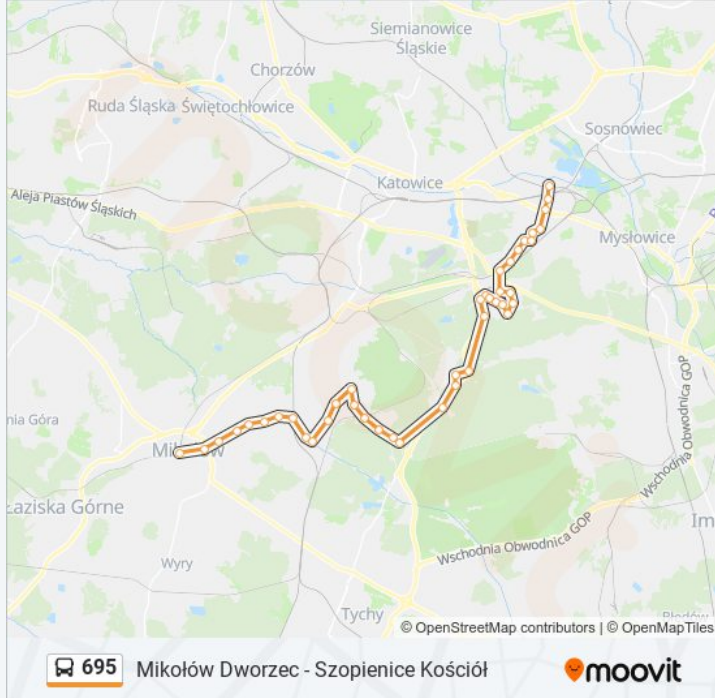 Siemianowice
Śląskie
Chorzów
Ruda Śląska
Świętochłowice
Sosnowiec
Katowice
Aleja Piastów Śląskich
Mysłowice
nia Góra
Wschodnia Obwodnica GOP
Łaziska Górne
Im
Wschodnia Obwodnica GOP
Wyry
Tychy
© OpenStreetMap contributors | © OpenMapTiles
695
Mikołów Dworzec - Szopienice Kościół
moovit